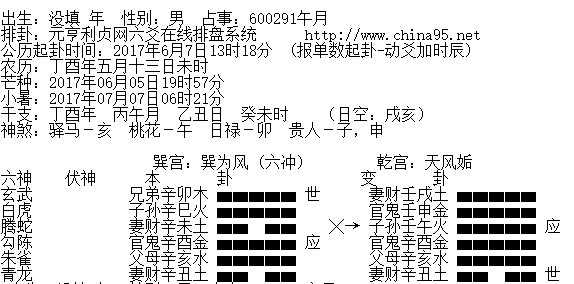 出生：没填 年　性别：男　占事：600291午月
排卦：元亨利贞网六爻在线排盘系统　　　http://www.china95.net
公历起卦时间：2017年6月7日13时18分　（报单数起卦-动爻加时辰）
农历：丁酉年五月十三日未时
芒种：2017年06月05日19时57分
小暑：2017年07月07日06时21分
干支：丁酉年　丙午月　乙丑日　癸未时　　（日空：戌亥）
神煞：驿马－亥　桃花－午　日禄－卯　贵人－子，申
巽宫：巽为风（六冲）　　　乾宫：天风姤
六神　　伏神　　　本　　　卦　　　　　　变　　　卦
玄武　　　　　　兄弟辛卯木　　世　　　妻财壬戌土
白虎　　　　　　子孙辛巳火　　　　　　官鬼壬申金
腾蛇　　　　　　妻财辛未土　　×→　子孙壬午火　　应
勾陈　　　　　　官鬼辛酉金　　应　　　官鬼辛酉金
朱雀　　　　　　父母辛亥水　　　　　　父母辛亥水
青龙　　　　　　妻财辛丑土　　　　　　妻财辛丑土　　世